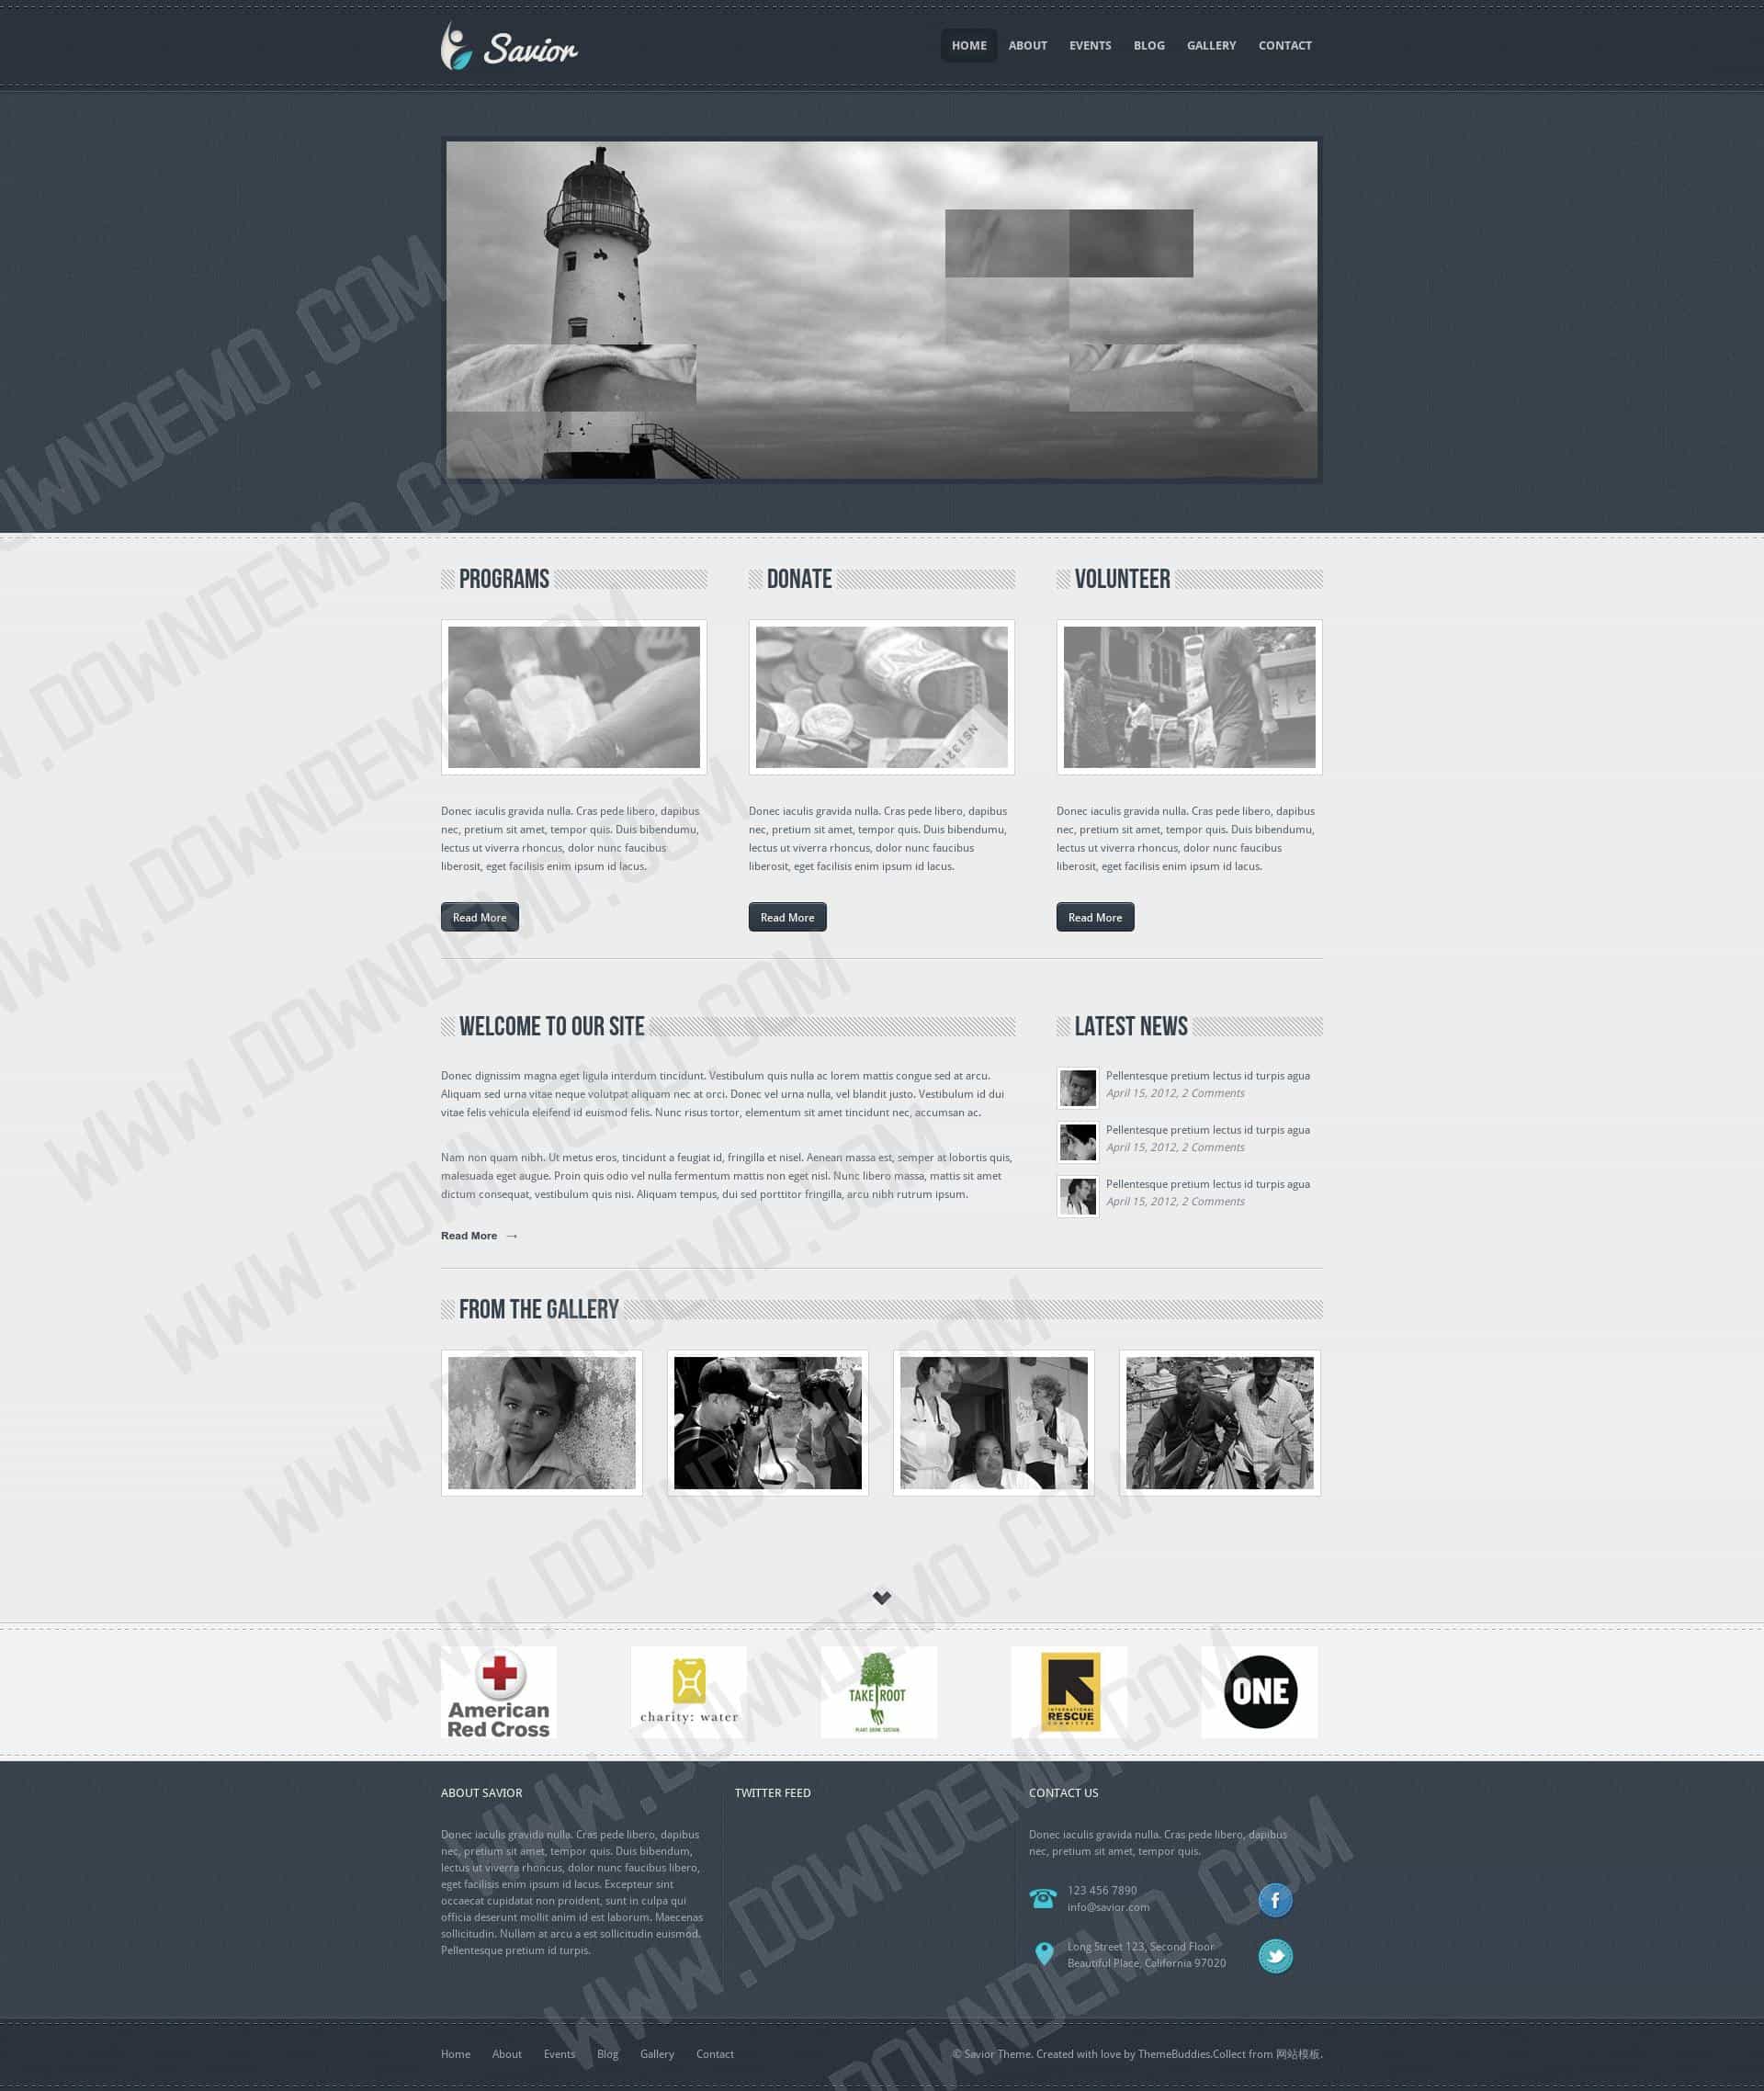 Savior
HOME ABOUT EVENTS BLOG GALLERY CONTACT
PROGRAMS
DONATE
VOLUNTEER
NS1321
Donec iaculis gravida nulla. Cras pede libero, dapibus
nec, pretium sit amet, tempor quis. Duis bibendumu,
lectus ut viverra rhoncus, dolor nunc faucibus
liberosit, eget facilisis enim ipsum id lacus.
Read More
Donec iaculis gravida nulla. Cras pede libero, dapibus
nec, pretium sit amet, tempor quis. Duis bibendumu,
lectus ut viverra rhoncus, dolor nunc faucibus
liberosit, eget facilisis enim ipsum id lacus.
Read More
Donec iaculis gravida nulla. Cras pede libero, dapibus
nec, pretium sit amet, tempor quis. Duis bibendumu,
lectus ut viverra rhoncus, dolor nunc faucibus
liberosit, eget facilisis enim ipsum id lacus.
Read More
WELCOME TO OUR SITE
Donec dignissim magna eget ligula interdum tincidunt. Vestibulum quis nulla ac lorem mattis congue sed at arcu.
Aliquam sed urna vitae neque volutpat aliquam nec at orci. Donec vel urna nulla, vel blandit justo. Vestibulum id dui
vitae felis vehicula eleifend id euismod felis. Nunc risus tortor, elementum sit amet tincidunt nec, accumsan ac.
Nam non quam nibh. Ut metus eros, tincidunt a feugiat id, fringilla et nisel. Aenean massa est, semper at lobortis quis,
malesuada eget augue. Proin quis odio vel nulla fermentum mattis non eget nisl. Nunc libero massa, mattis sit amet
dictum consequat, vestibulum quis nisi. Aliquam tempus, dui sed porttitor fringilla, arcu nibh rutrum ipsum.
Read More →
LATEST NEWS
Pellentesque pretium lectus id turpis agua
April 15, 2012, 2 Comments
Pellentesque pretium lectus id turpis agua
April 15, 2012, 2 Comments
Pellentesque pretium lectus id turpis agua
April 15, 2012, 2 Comments
FROM THE GALLERY
American
Red Cross
charity: water
TAKE ROOT
PLANT GROW SUSTAIN
INTERNATIONAL
RESCUE
COMMITTEE
ONE
ABOUT SAVIOR
Donec iaculis gravida nulla. Cras pede libero, dapibus
nec, pretium sit amet, tempor quis. Duis bibendum,
lectus ut viverra rhoncus, dolor nunc faucibus libero,
eget facilisis enim ipsum id lacus. Excepteur sint
occaecat cupidatat non proident, sunt in culpa qui
officia deserunt mollit anim id est laborum. Maecenas
sollicitudin. Nullam at arcu a est sollicitudin euismod.
Pellentesque pretium id turpis.
TWITTER FEED
CONTACT US
Donec iaculis gravida nulla. Cras pede libero, dapibus
nec, pretium sit amet, tempor quis.
123 456 7890
info@savior.com
Long Street 123, Second Floor
Beautiful Place, California 97020
Home About Events Blog Gallery Contact
© Savior Theme. Created with love by ThemeBuddies.Collect from 网站模板.
WWW.DOWNDEMO.COM